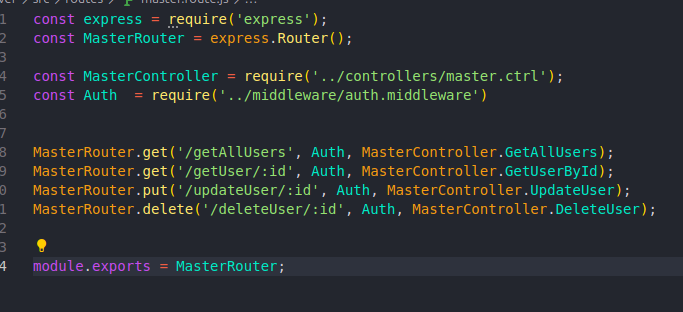 ver > src > routes > master.route.js > ...
1 const express = require('express');
2 const MasterRouter = express.Router();
3
4 const MasterController = require('../controllers/master.ctrl');
5 const Auth  = require('../middleware/auth.middleware')
6
7
8 MasterRouter.get('/getAllUsers', Auth, MasterController.GetAllUsers);
9 MasterRouter.get('/getUser/:id', Auth, MasterController.GetUserById);
0 MasterRouter.put('/updateUser/:id', Auth, MasterController.UpdateUser);
1 MasterRouter.delete('/deleteUser/:id', Auth, MasterController.DeleteUser);
2
3
4 module.exports = MasterRouter;